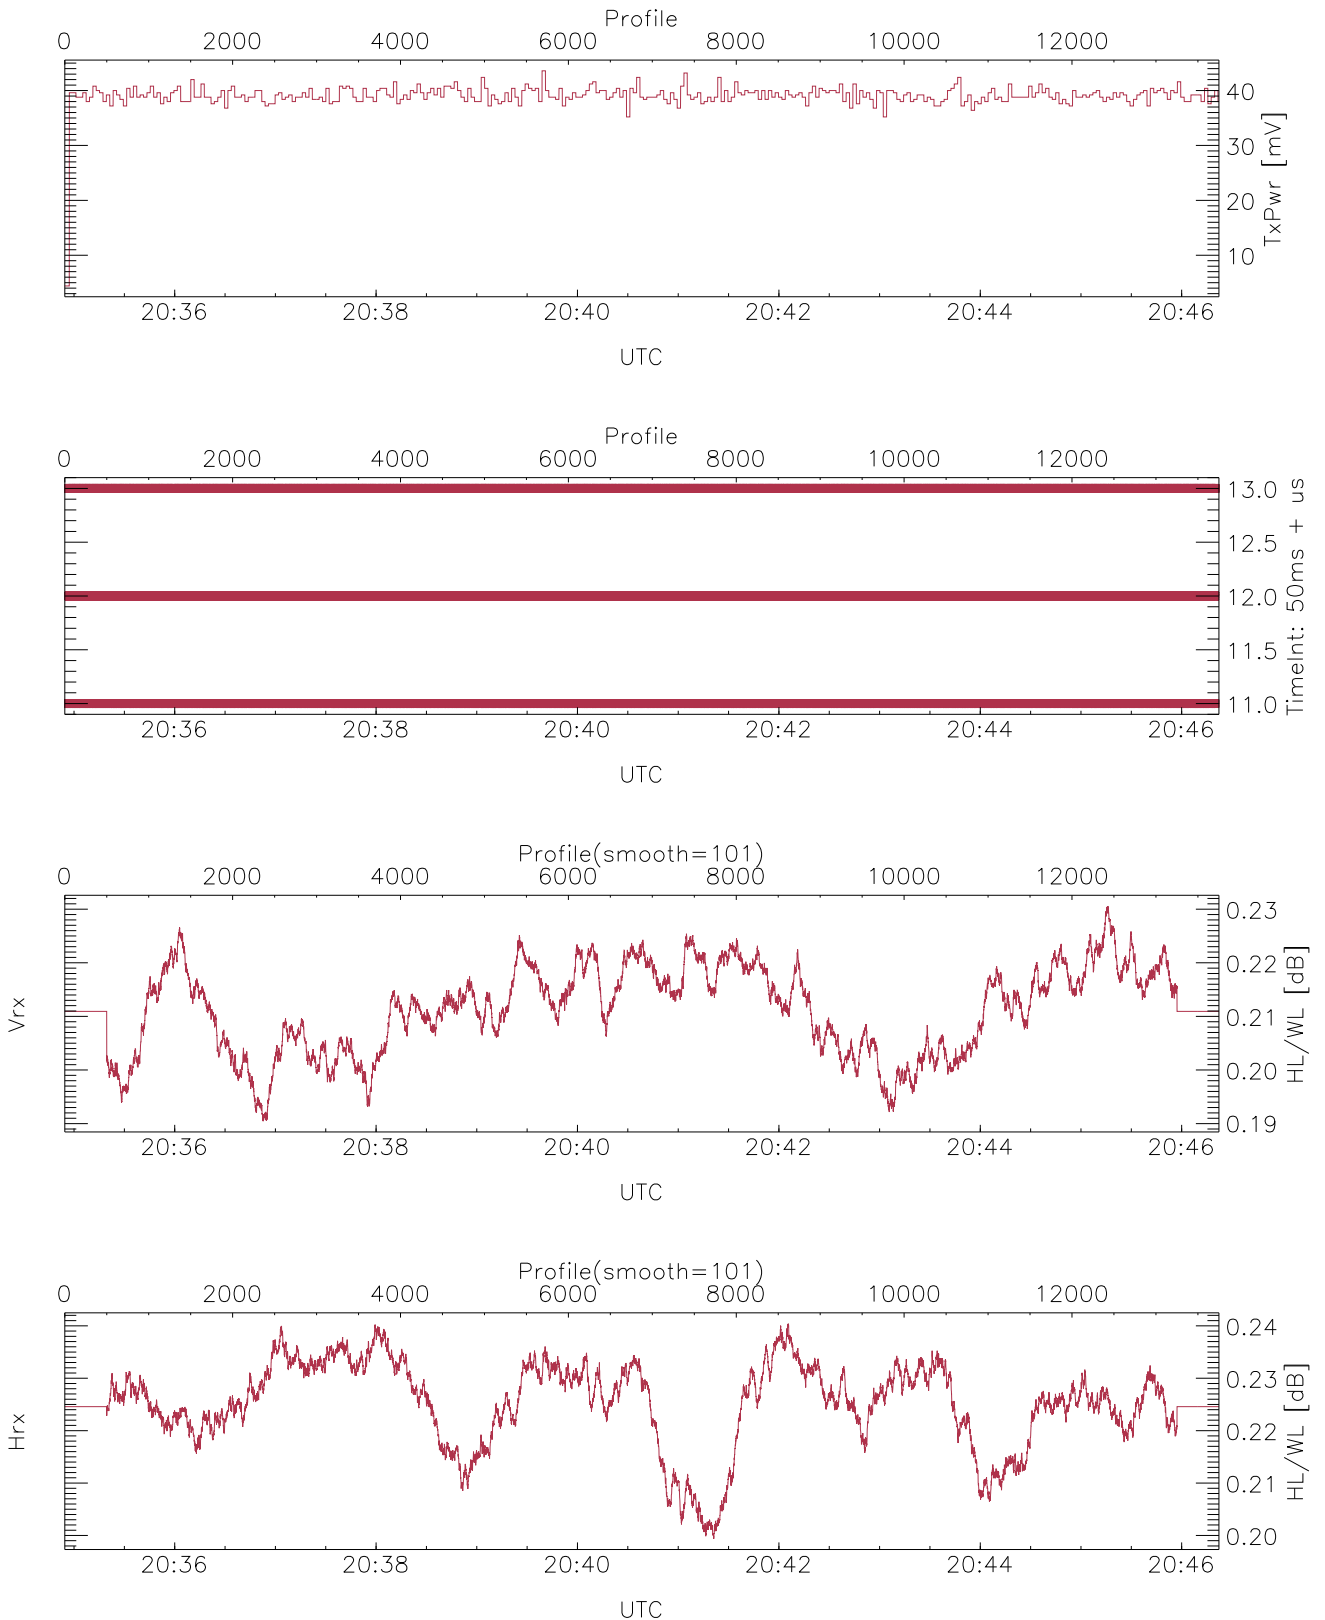 Profile
0 2000 4000 6000 8000 10000 12000
40
30
20
10
TxPwr [mV]
20:36 20:38 20:40 20:42 20:44 20:46
UTC
Profile
0 2000 4000 6000 8000 10000 12000
13.0
12.5
12.0
11.5
11.0
TimeInt: 50ms + us
20:36 20:38 20:40 20:42 20:44 20:46
UTC
Profile(smooth=101)
0 2000 4000 6000 8000 10000 12000
Vrx
0.23
0.22
0.21
0.20
0.19
HL/WL [dB]
20:36 20:38 20:40 20:42 20:44 20:46
UTC
Profile(smooth=101)
0 2000 4000 6000 8000 10000 12000
Hrx
0.24
0.23
0.22
0.21
0.20
HL/WL [dB]
20:36 20:38 20:40 20:42 20:44 20:46
UTC